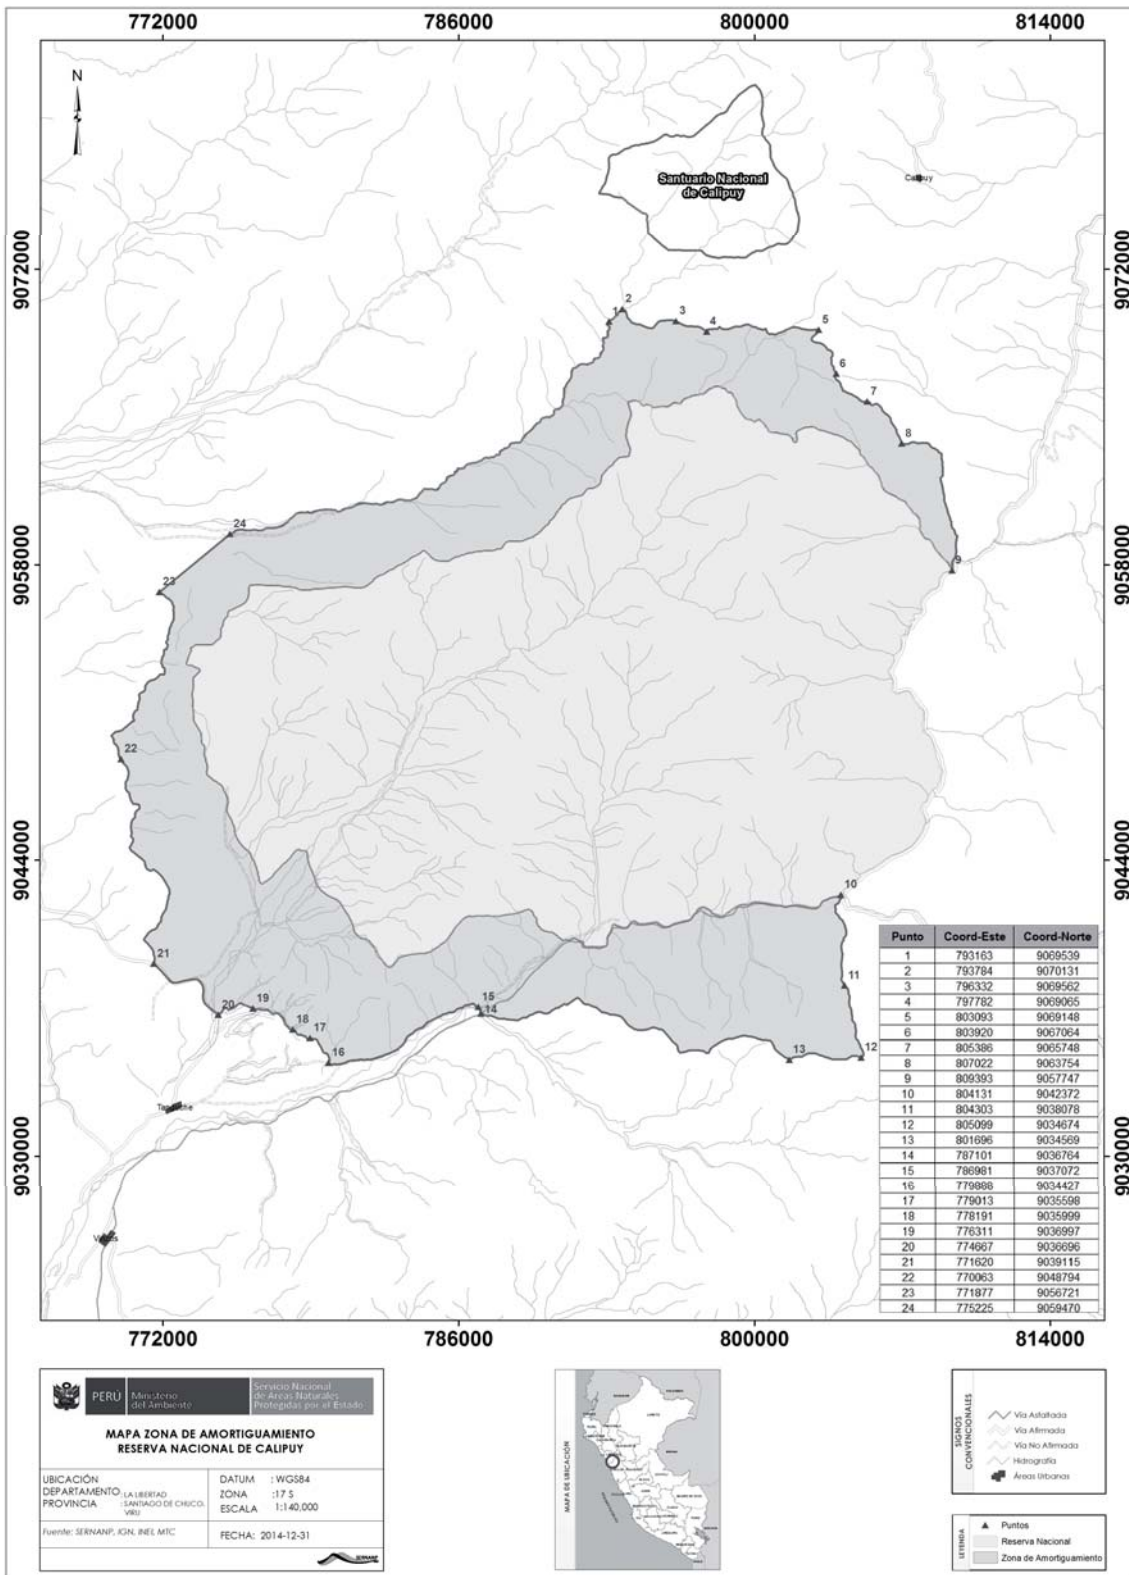 772000 786000 800000 814000
N
Santuario Nacional
de Calipuy
Calipuy
9072000 9072000
1 2 3 4 5
6
7
8
24
9058000 9058000
9
23
22
9044000 9044000
10
21
11
15
14
20 19
18 17
16
13 12
9030000 9030000
Punto Coord-Este Coord-Norte
1 793163 9069539
2 793784 9070131
3 796332 9069562
4 797782 9069065
5 803093 9069148
6 803920 9067064
7 805386 9065748
8 807022 9063754
9 809393 9057747
10 804131 9042372
11 804303 9038078
12 805099 9034674
13 801696 9034569
14 787101 9036764
15 786981 9037072
16 779888 9034427
17 779013 9035598
18 778191 9035999
19 776311 9036997
20 774667 9036696
21 771620 9039115
22 770063 9048794
23 771877 9056721
24 775225 9059470
772000 786000 800000 814000
PERÚ Ministerio del Ambiente
Servicio Nacional de Áreas Naturales Protegidas por el Estado
MAPA ZONA DE AMORTIGUAMIENTO
RESERVA NACIONAL DE CALIPUY
UBICACIÓN
DEPARTAMENTO : LA LIBERTAD
PROVINCIA : SANTIAGO DE CHUCO,
VIRU
DATUM : WGS84
ZONA : 17 S
ESCALA 1:140,000
Fuente: SERNANP, IGN, INEI, MTC
FECHA: 2014-12-31
SERNANP
MAPA DE UBICACIÓN
SIGNOS CONVENCIONALES
Vía Asfaltada
Vía Afirmada
Vía No Afirmada
Hidrografía
Áreas Urbanas
LEYENDA
Puntos
Reserva Nacional
Zona de Amortiguamiento